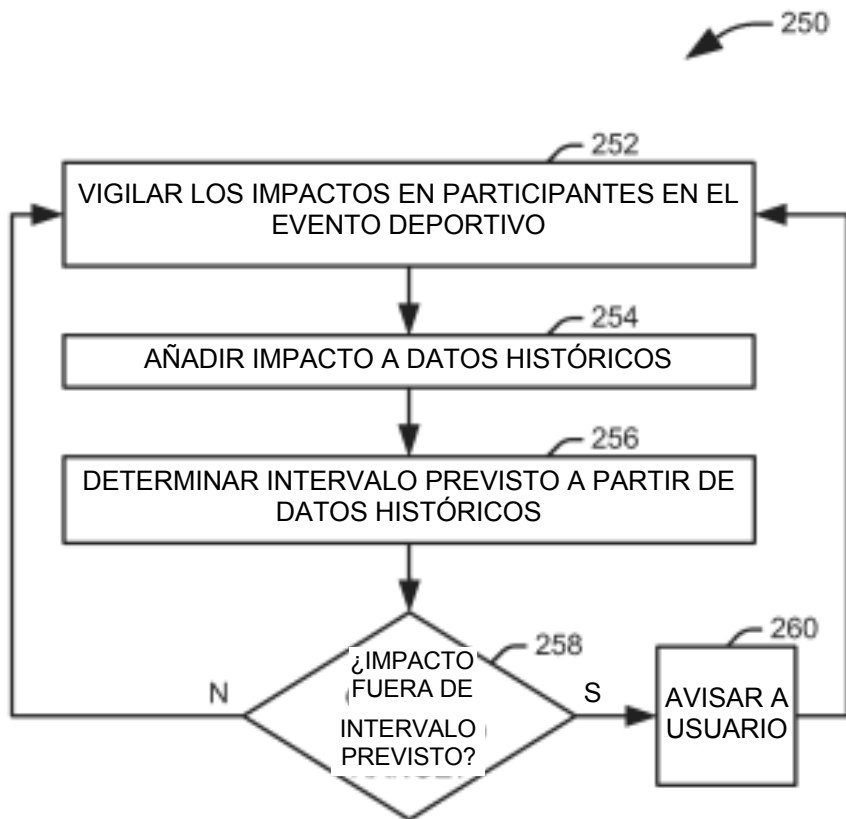 250
252
VIGILAR LOS IMPACTOS EN PARTICIPANTES EN EL
EVENTO DEPORTIVO
254
AÑADIR IMPACTO A DATOS HISTÓRICOS
256
DETERMINAR INTERVALO PREVISTO A PARTIR DE
DATOS HISTÓRICOS
258
¿IMPACTO
FUERA DE
INTERVALO
PREVISTO?
N
S
260
AVISAR A
USUARIO